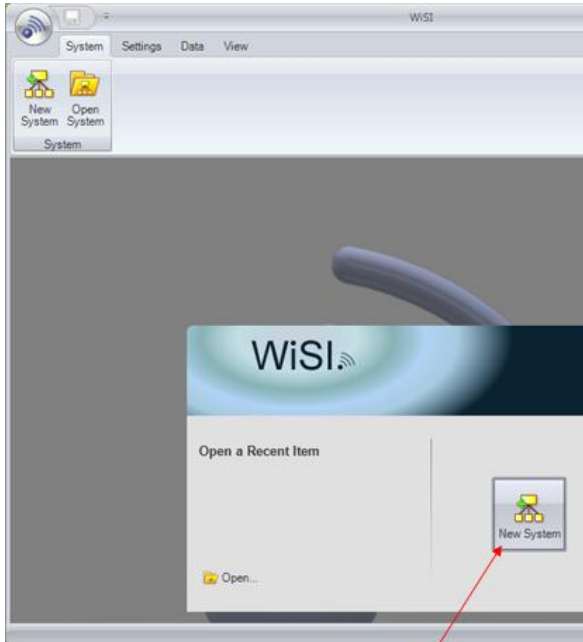 WiSI
System Settings Data View
New System
Open System
System
WiSI
Open a Recent Item
New System
Open...